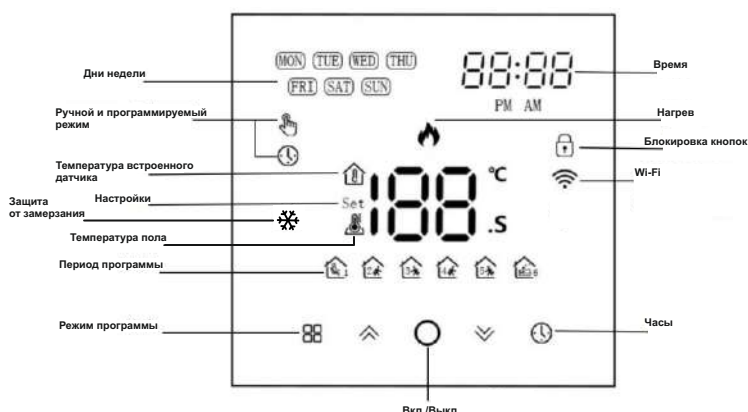 MON TUE WED THU
FRI SAT SUN
88:88
PM AM
Дни недели
Время
Ручной и программируемый
режим
Нагрев
Блокировка кнопок
Температура встроенного
датчика
°C
Wi-Fi
Защита
от замерзания
Настройки
Set
188
.S
Температура пола
Период программы
1 2 3 4 5 6
Режим программы
Часы
Вкл./Выкл.